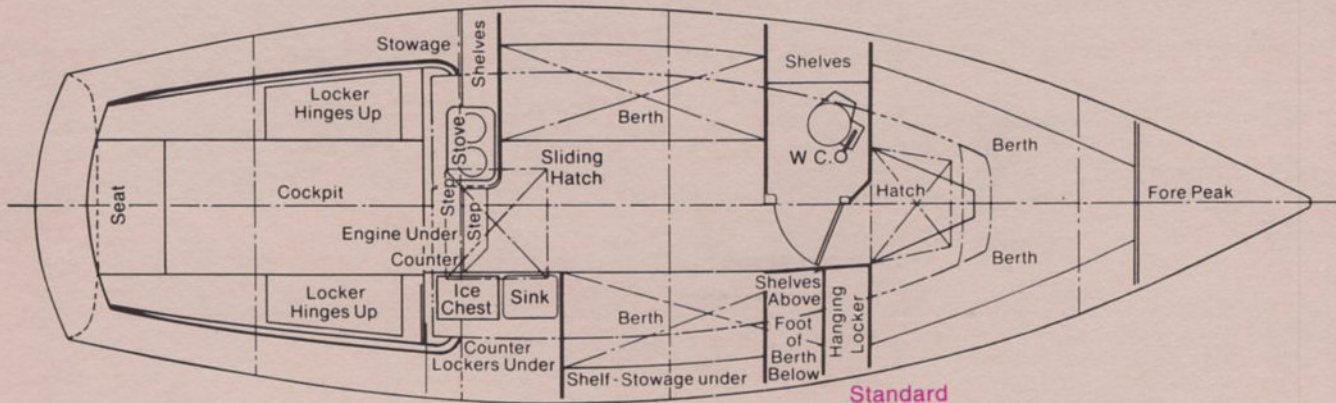 Stowage
Shelves
Shelves
Locker
Hinges Up
Stove
Berth
W C.
Berth
Sliding
Hatch
Seat
Cockpit
Step
Step
Hatch
Fore Peak
Engine Under
Counter
Berth
Locker
Hinges Up
Ice
Chest
Sink
Berth
Shelves
Above
Foot
of
Berth
Below
Hanging
Locker
Counter
Lockers Under
Shelf-Stowage under
Standard